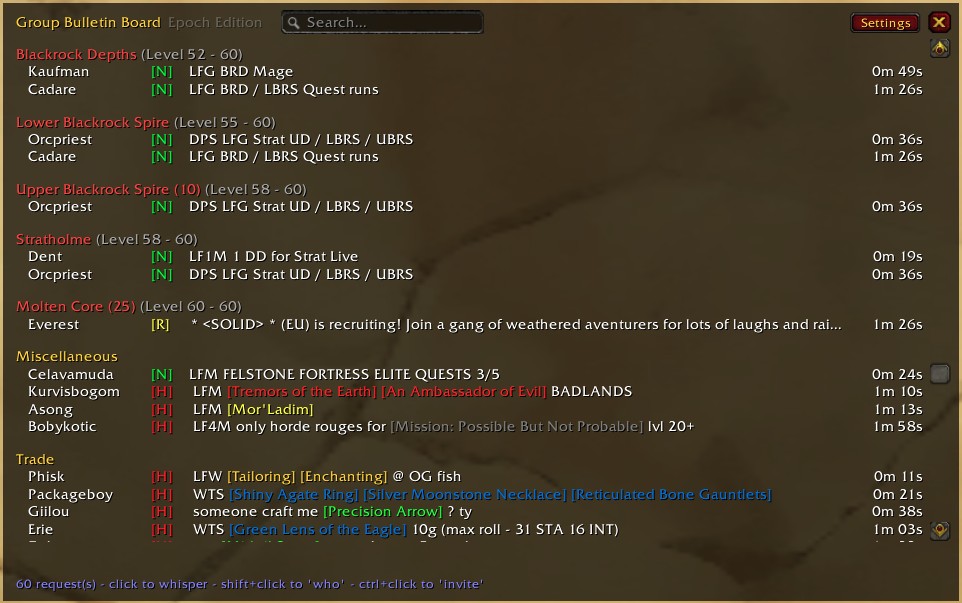 Group Bulletin Board Epoch Edition Search... Settings X
Blackrock Depths (Level 52 - 60)
Kaufman [N] LFG BRD Mage 0m 49s
Cadare [N] LFG BRD / LBRS Quest runs 1m 26s
Lower Blackrock Spire (Level 55 - 60)
Orcpriest [N] DPS LFG Strat UD / LBRS / UBRS 0m 36s
Cadare [N] LFG BRD / LBRS Quest runs 1m 26s
Upper Blackrock Spire (10) (Level 58 - 60)
Orcpriest [N] DPS LFG Strat UD / LBRS / UBRS 0m 36s
Stratholme (Level 58 - 60)
Dent [N] LF1M 1 DD for Strat Live 0m 19s
Orcpriest [N] DPS LFG Strat UD / LBRS / UBRS 0m 36s
Molten Core (25) (Level 60 - 60)
Everest [R] * <SOLID> * (EU) is recruiting! Join a gang of weathered aventurers for lots of laughs and rai... 1m 26s
Miscellaneous
Celavamuda [N] LFM FELSTONE FORTRESS ELITE QUESTS 3/5 0m 24s
Kurvisbogom [H] LFM [Tremors of the Earth] [An Ambassador of Evil] BADLANDS 1m 10s
Asong [H] LFM [Mor'Ladim] 1m 13s
Bobykotic [H] LF4M only horde rouges for [Mission: Possible But Not Probable] lvl 20+ 1m 58s
Trade
Phisk [H] LFW [Tailoring] [Enchanting] @ OG fish 0m 11s
Packageboy [H] WTS [Shiny Agate Ring] [Silver Moonstone Necklace] [Reticulated Bone Gauntlets] 0m 21s
Giilou [H] someone craft me [Precision Arrow] ? ty 0m 38s
Erie [H] WTS [Green Lens of the Eagle] 10g (max roll - 31 STA 16 INT) 1m 03s
60 request(s) - click to whisper - shift+click to 'who' - ctrl+click to 'invite'